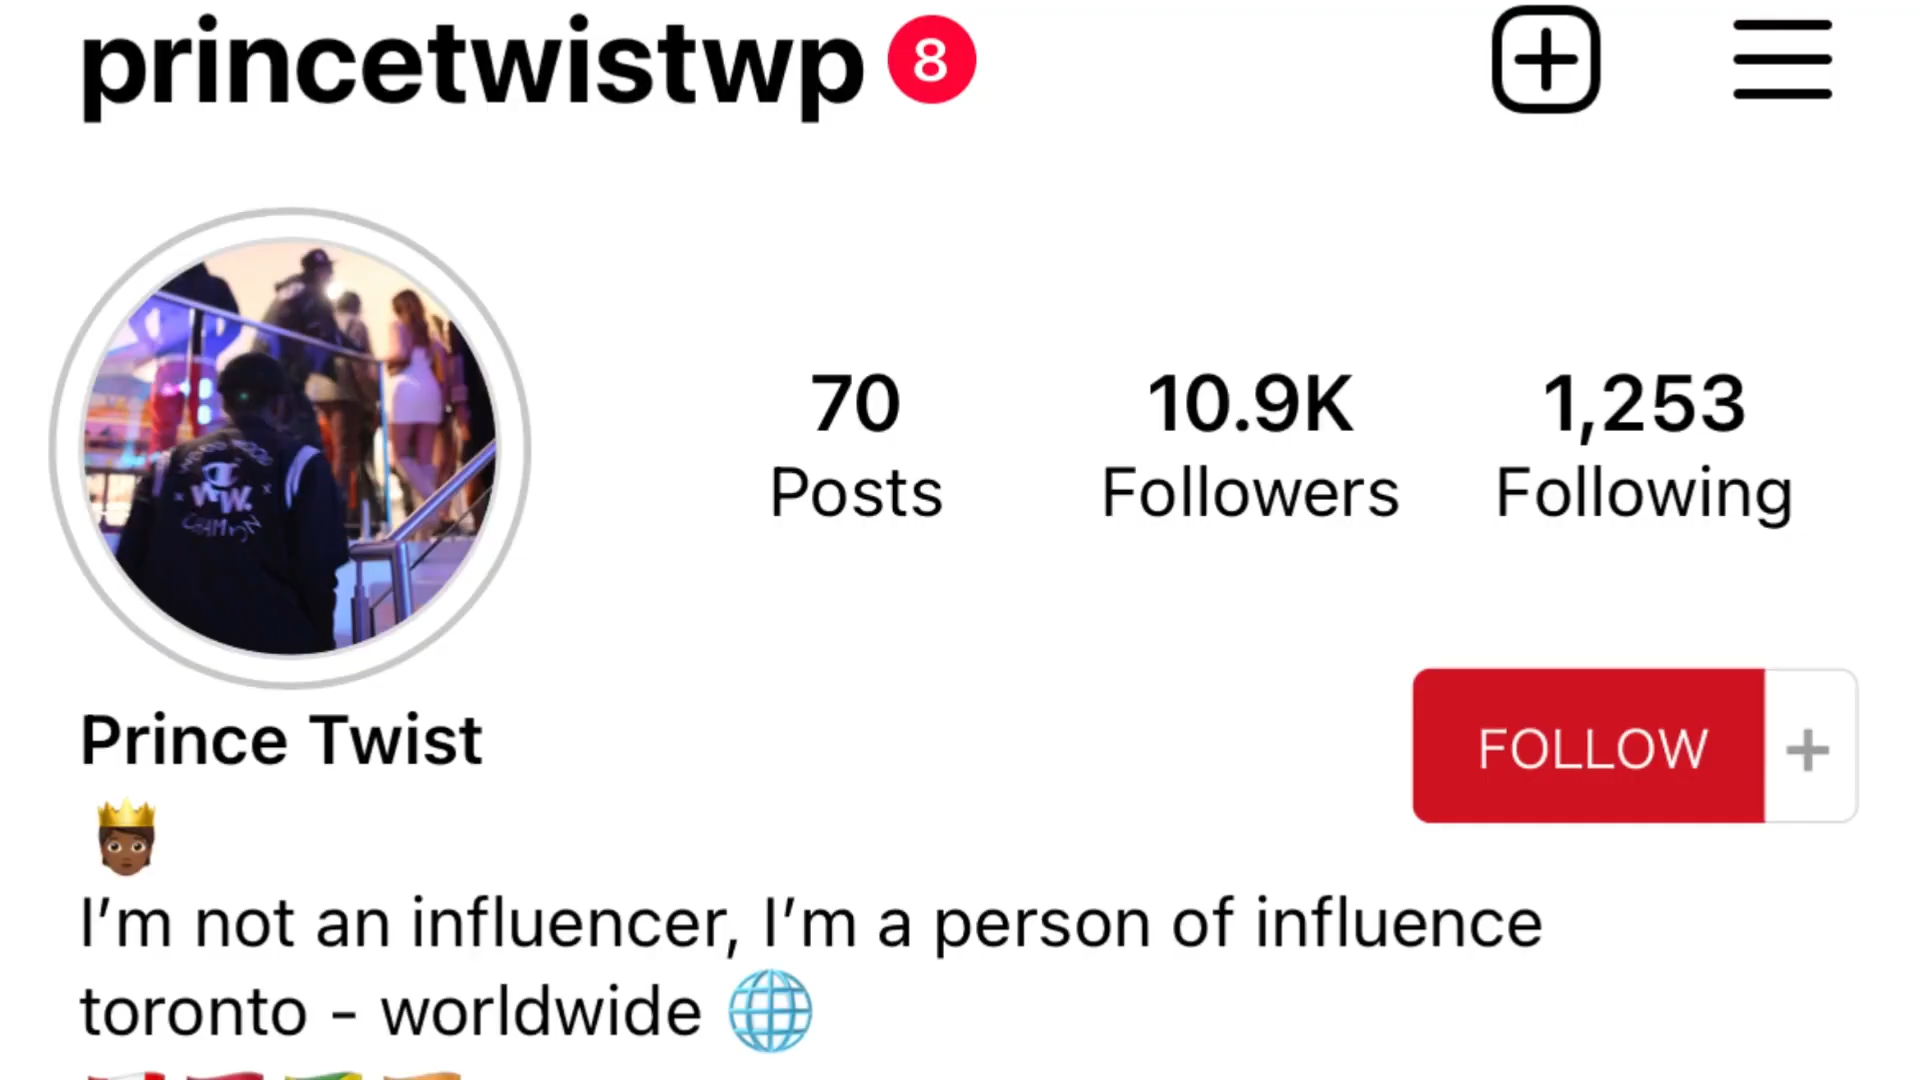 princetwistwp 8
WW.
70 10.9K 1,253
Posts Followers Following
Prince Twist
FOLLOW +
I’m not an influencer, I’m a person of influence
toronto - worldwide